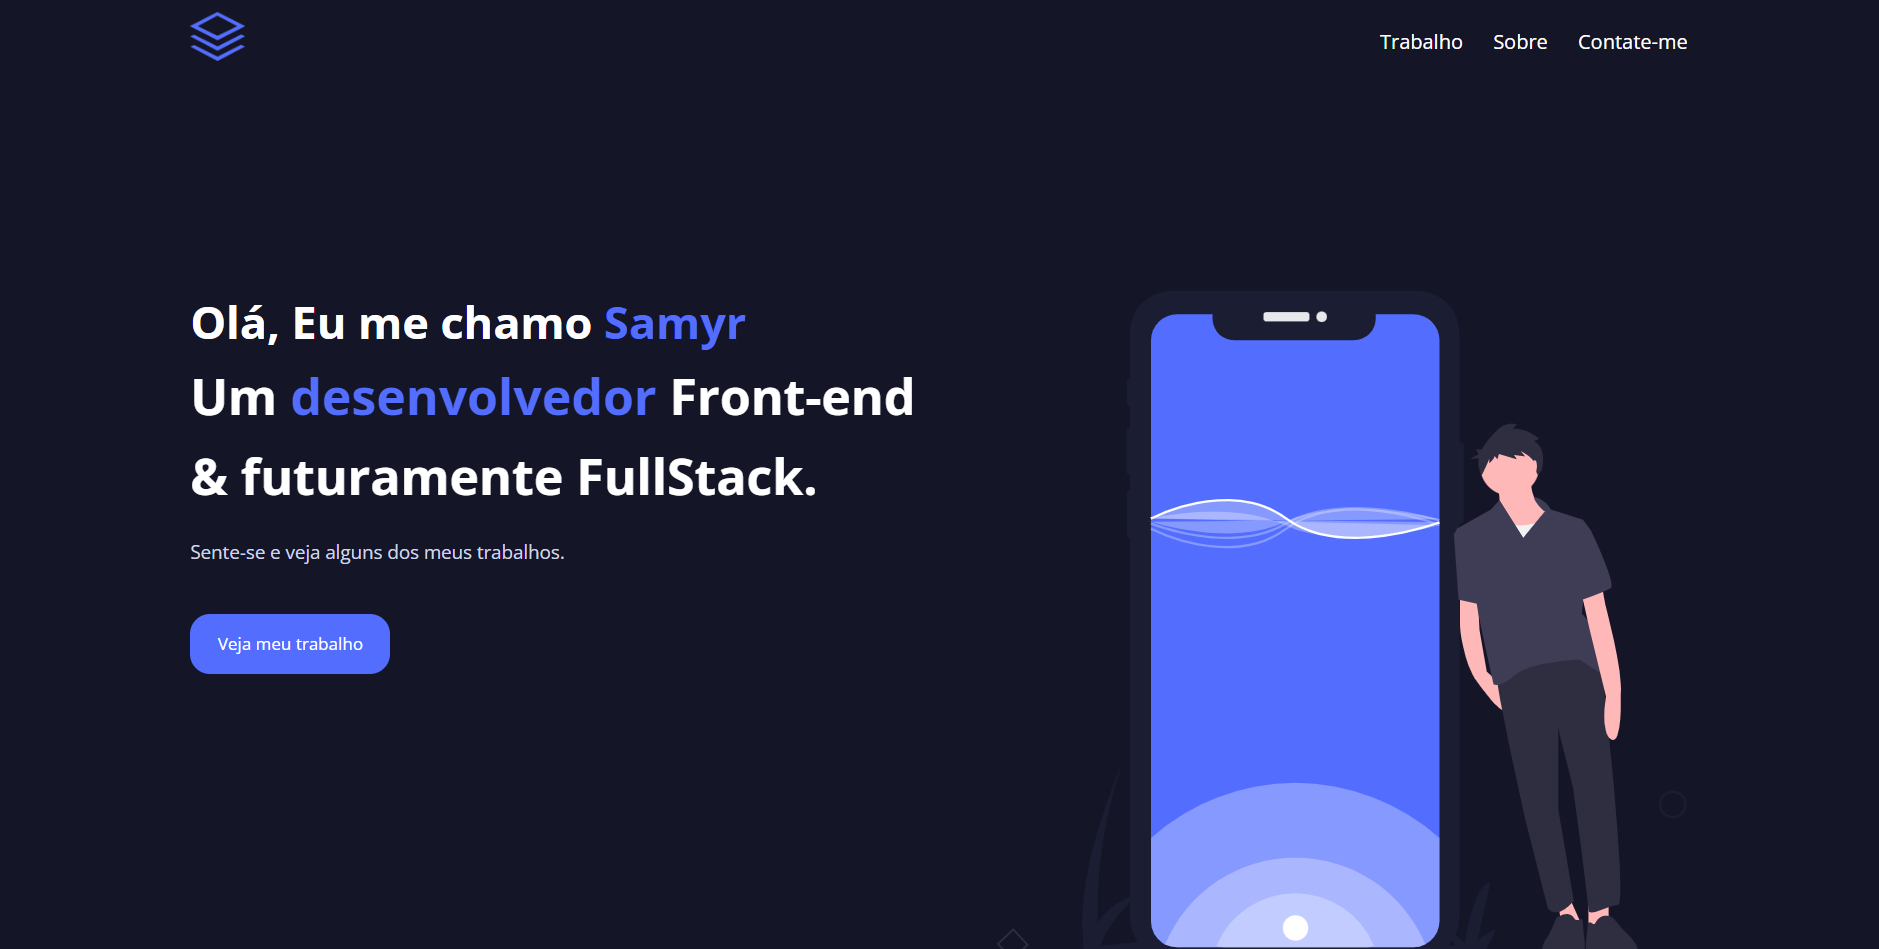 Trabalho Sobre Contate-me
Olá, Eu me chamo Samyr
Um desenvolvedor Front-end
& futuramente FullStack.
Sente-se e veja alguns dos meus trabalhos.
Veja meu trabalho